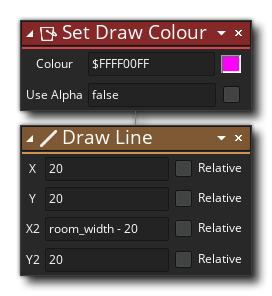 Set Draw Colour
Colour $FFFF00FF
Use Alpha false
Draw Line
X 20 Relative
Y 20 Relative
X2 room_width - 20 Relative
Y2 20 Relative